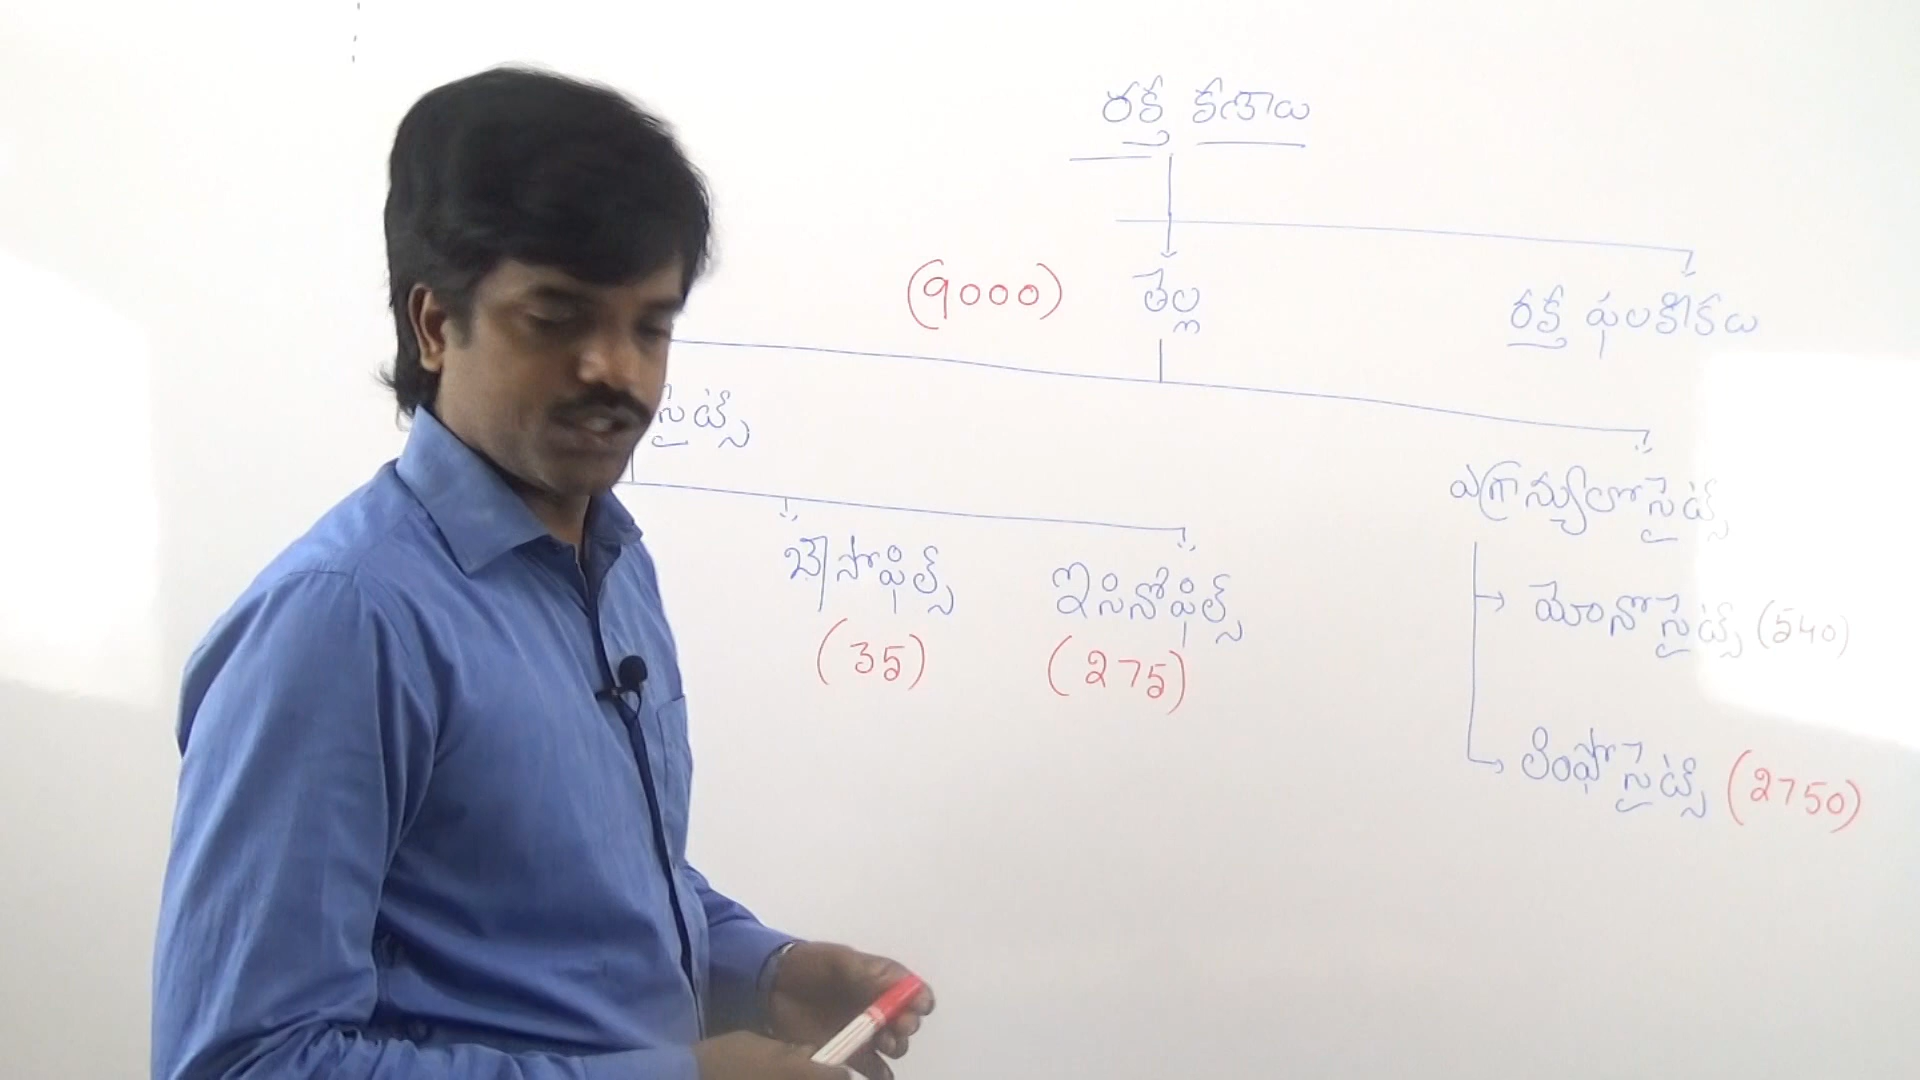 రక్త కణాలు
(9000) తెల్ల
రక్త ఫలకికలు
సైట్స్
ఎగ్రాన్యులోసైట్స్
బేసోఫిల్స్
(35)
ఇసినోఫిల్స్
(275)
మోనోసైట్స్ (540)
లింఫోసైట్స్ (2750)